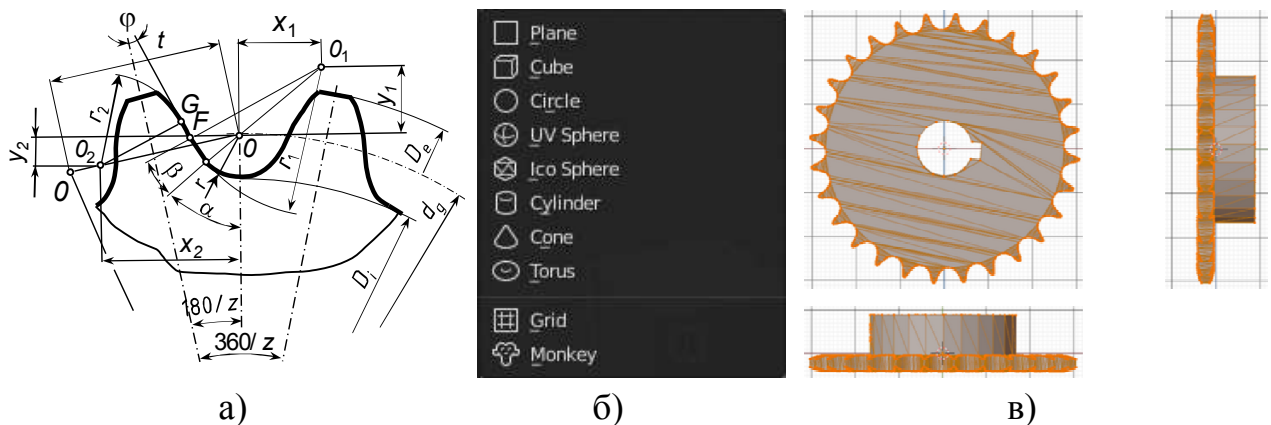 φ
t
x₁
O₁
y₁
r₂
G
F
y₂
O₂
O
O
β
r
r₁
α
Dₑ
d_g
x₂
Dᵢ
180/z
360/z
Plane
Cube
Circle
UV Sphere
Ico Sphere
Cylinder
Cone
Torus
Grid
Monkey
а)
б)
в)